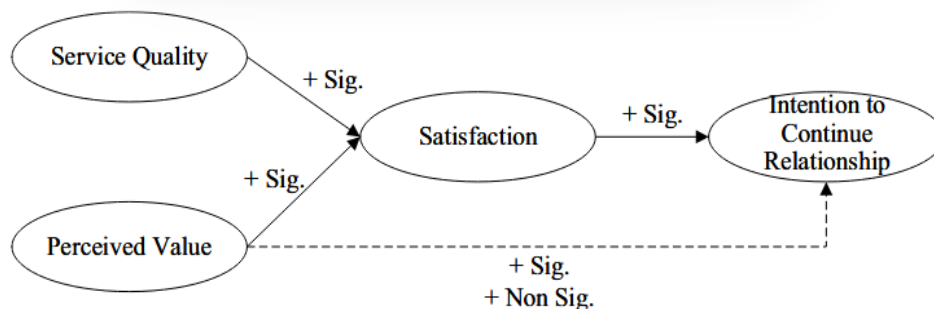 Service Quality
+ Sig.
Satisfaction
+ Sig.
Intention to
Continue
Relationship
+ Sig.
Perceived Value
+ Sig.
+ Non Sig.